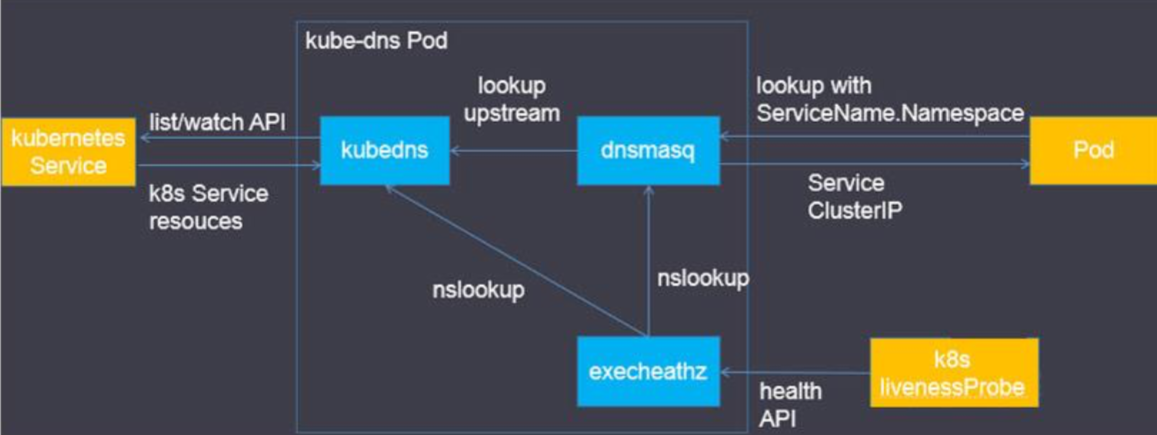 kube-dns Pod
lookup
upstream
lookup with
ServiceName.Namespace
list/watch API
kubernetes
Service
kubedns
dnsmasq
Pod
k8s Service
resouces
Service
ClusterIP
nslookup
nslookup
execheathz
k8s
livenessProbe
health
API